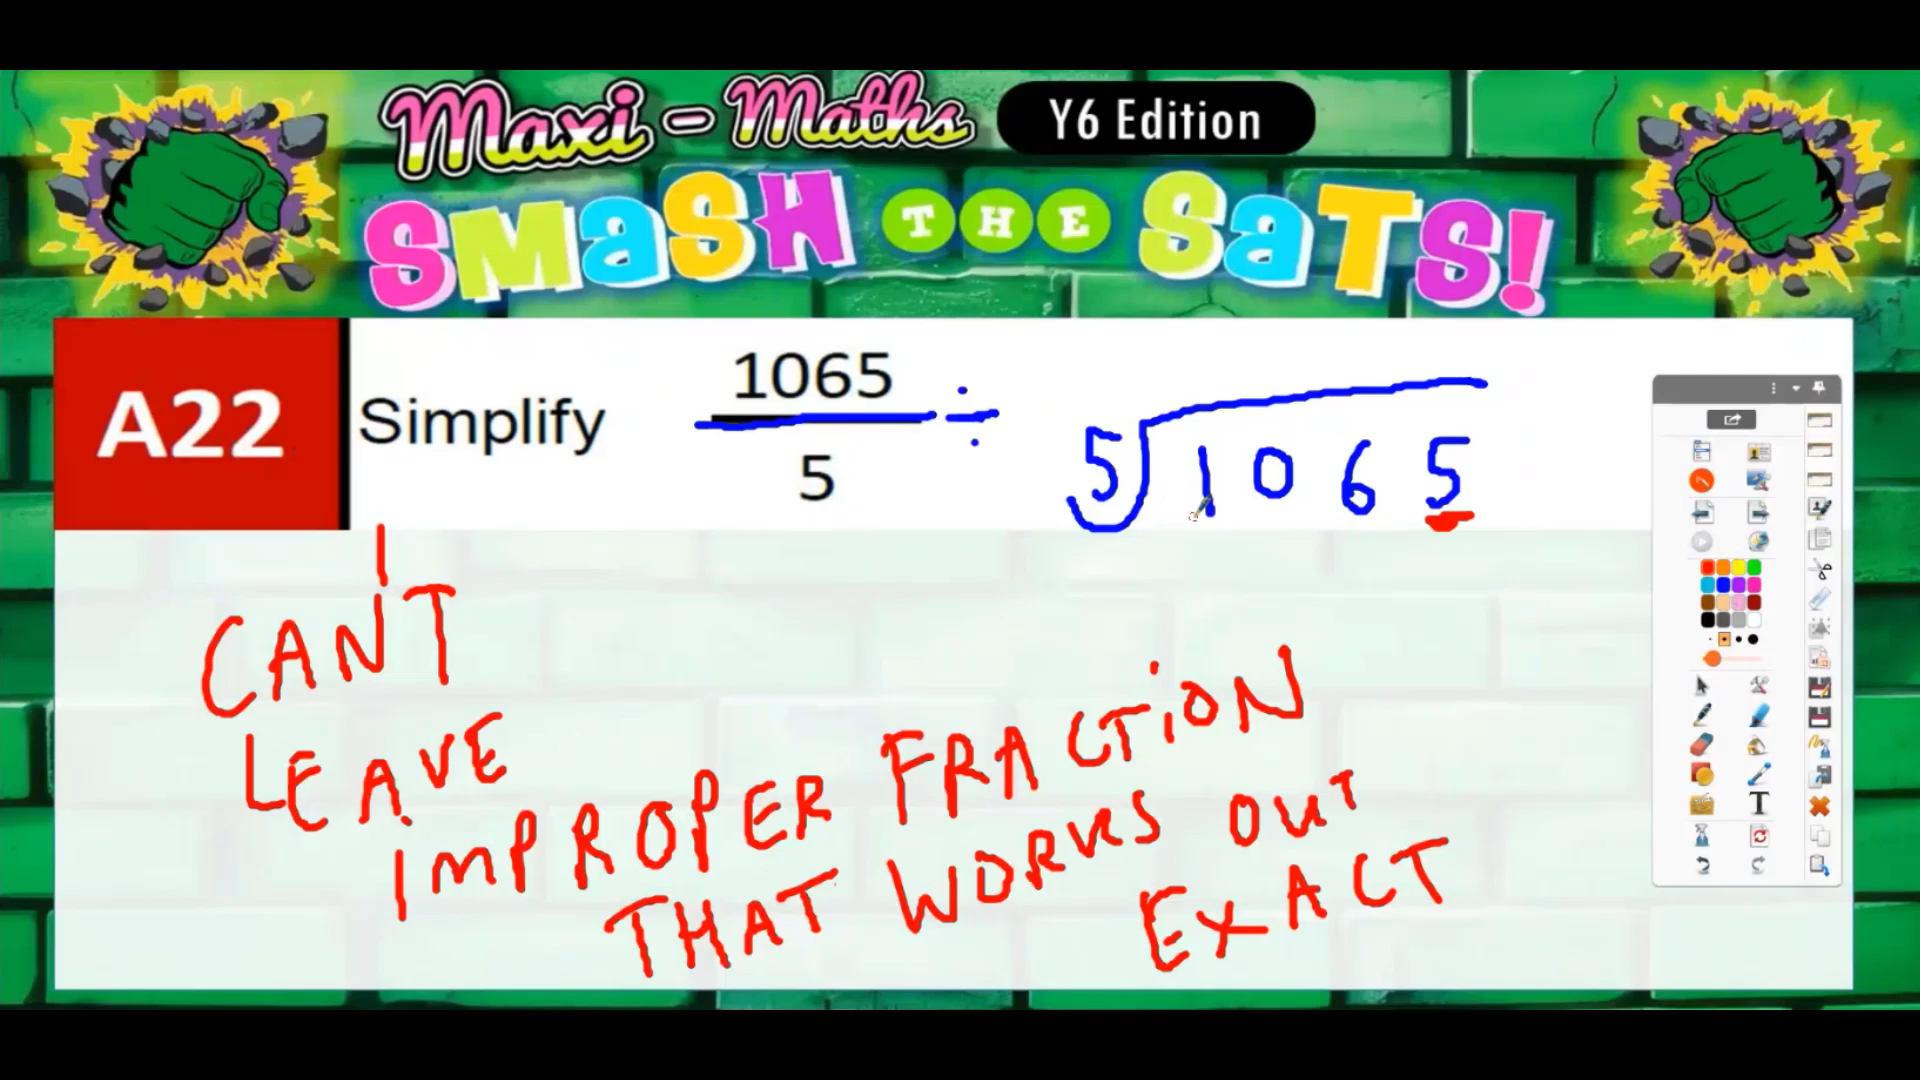 Maxi - Maths Y6 Edition
SMASH THE SATS!
A22 Simplify 1065 ÷ 5 1065
5
CAN'T
LEAVE
IMPROPER FRACTION
THAT WORKS OUT
EXACT
T